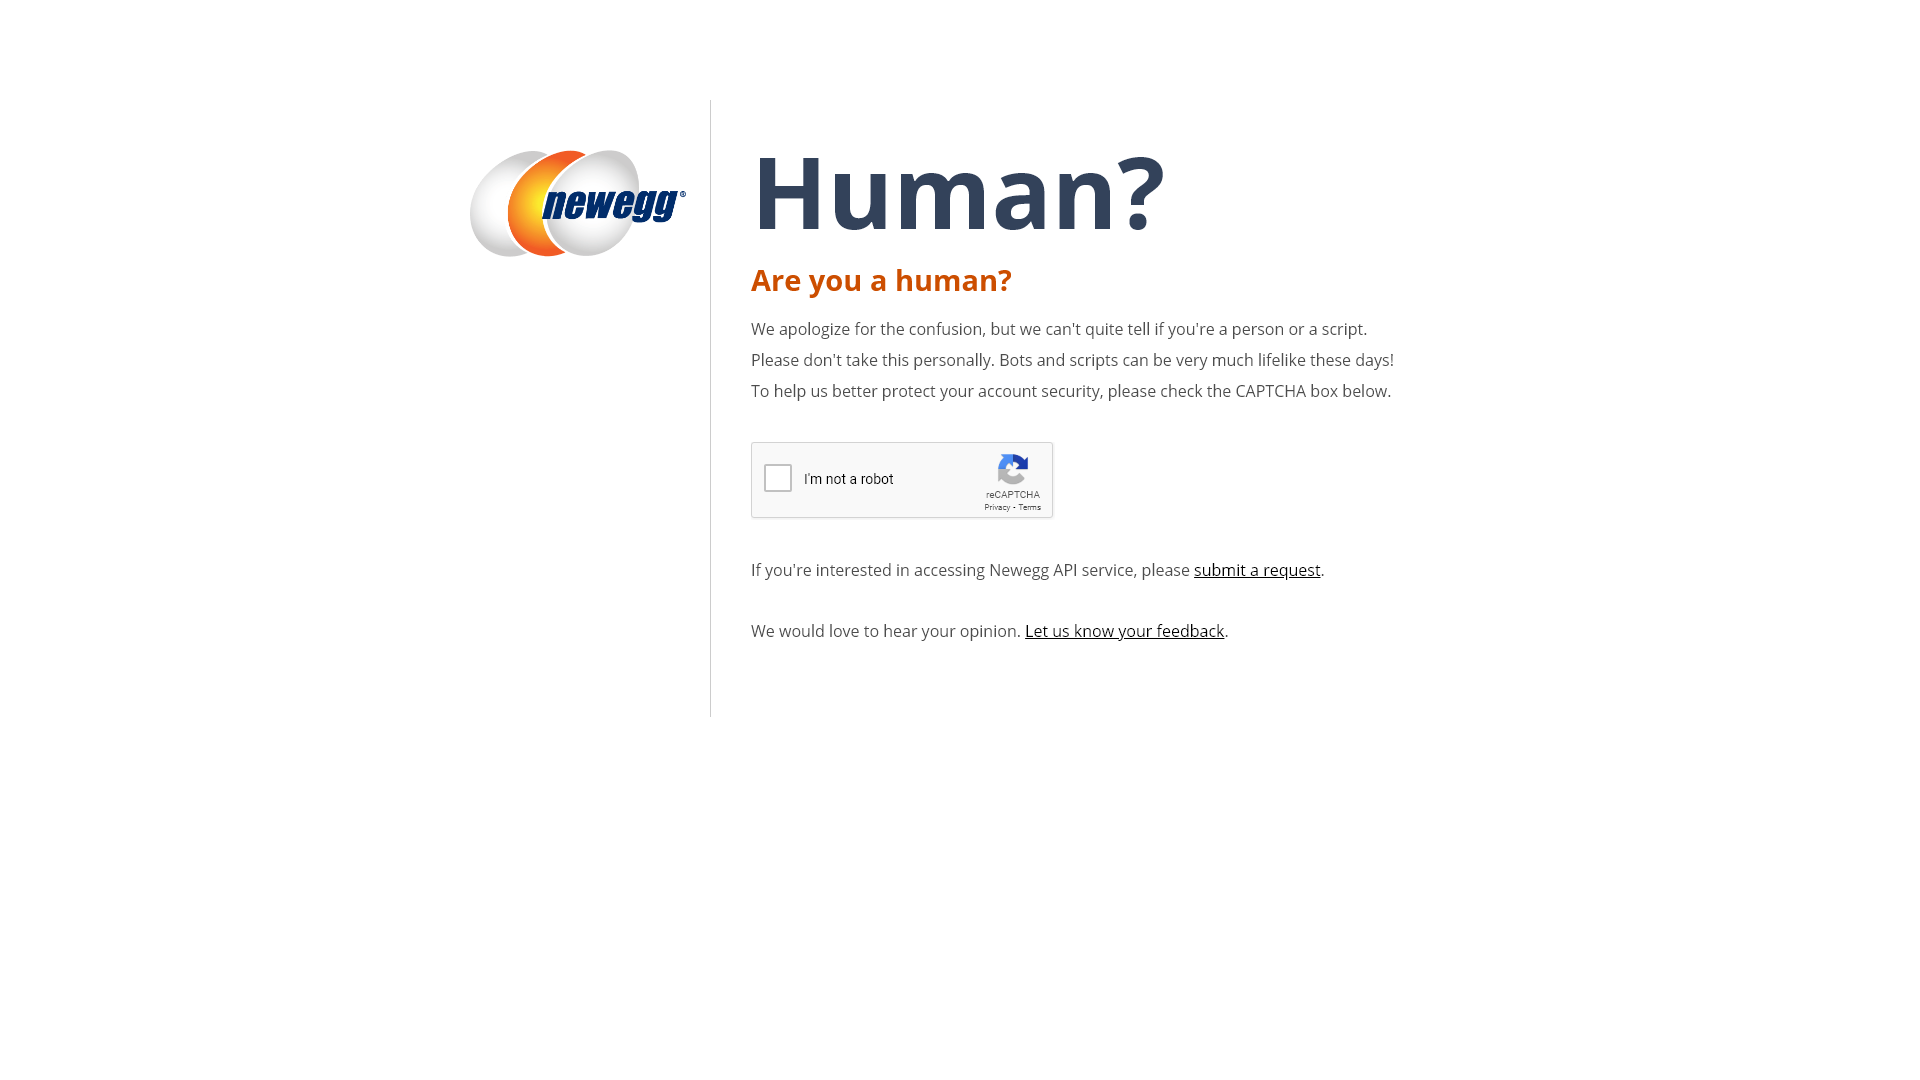 newegg®
Human?
Are you a human?
We apologize for the confusion, but we can't quite tell if you're a person or a script.
Please don't take this personally. Bots and scripts can be very much lifelike these days!
To help us better protect your account security, please check the CAPTCHA box below.
I'm not a robot
reCAPTCHA
Privacy - Terms
If you're interested in accessing Newegg API service, please submit a request.
We would love to hear your opinion. Let us know your feedback.